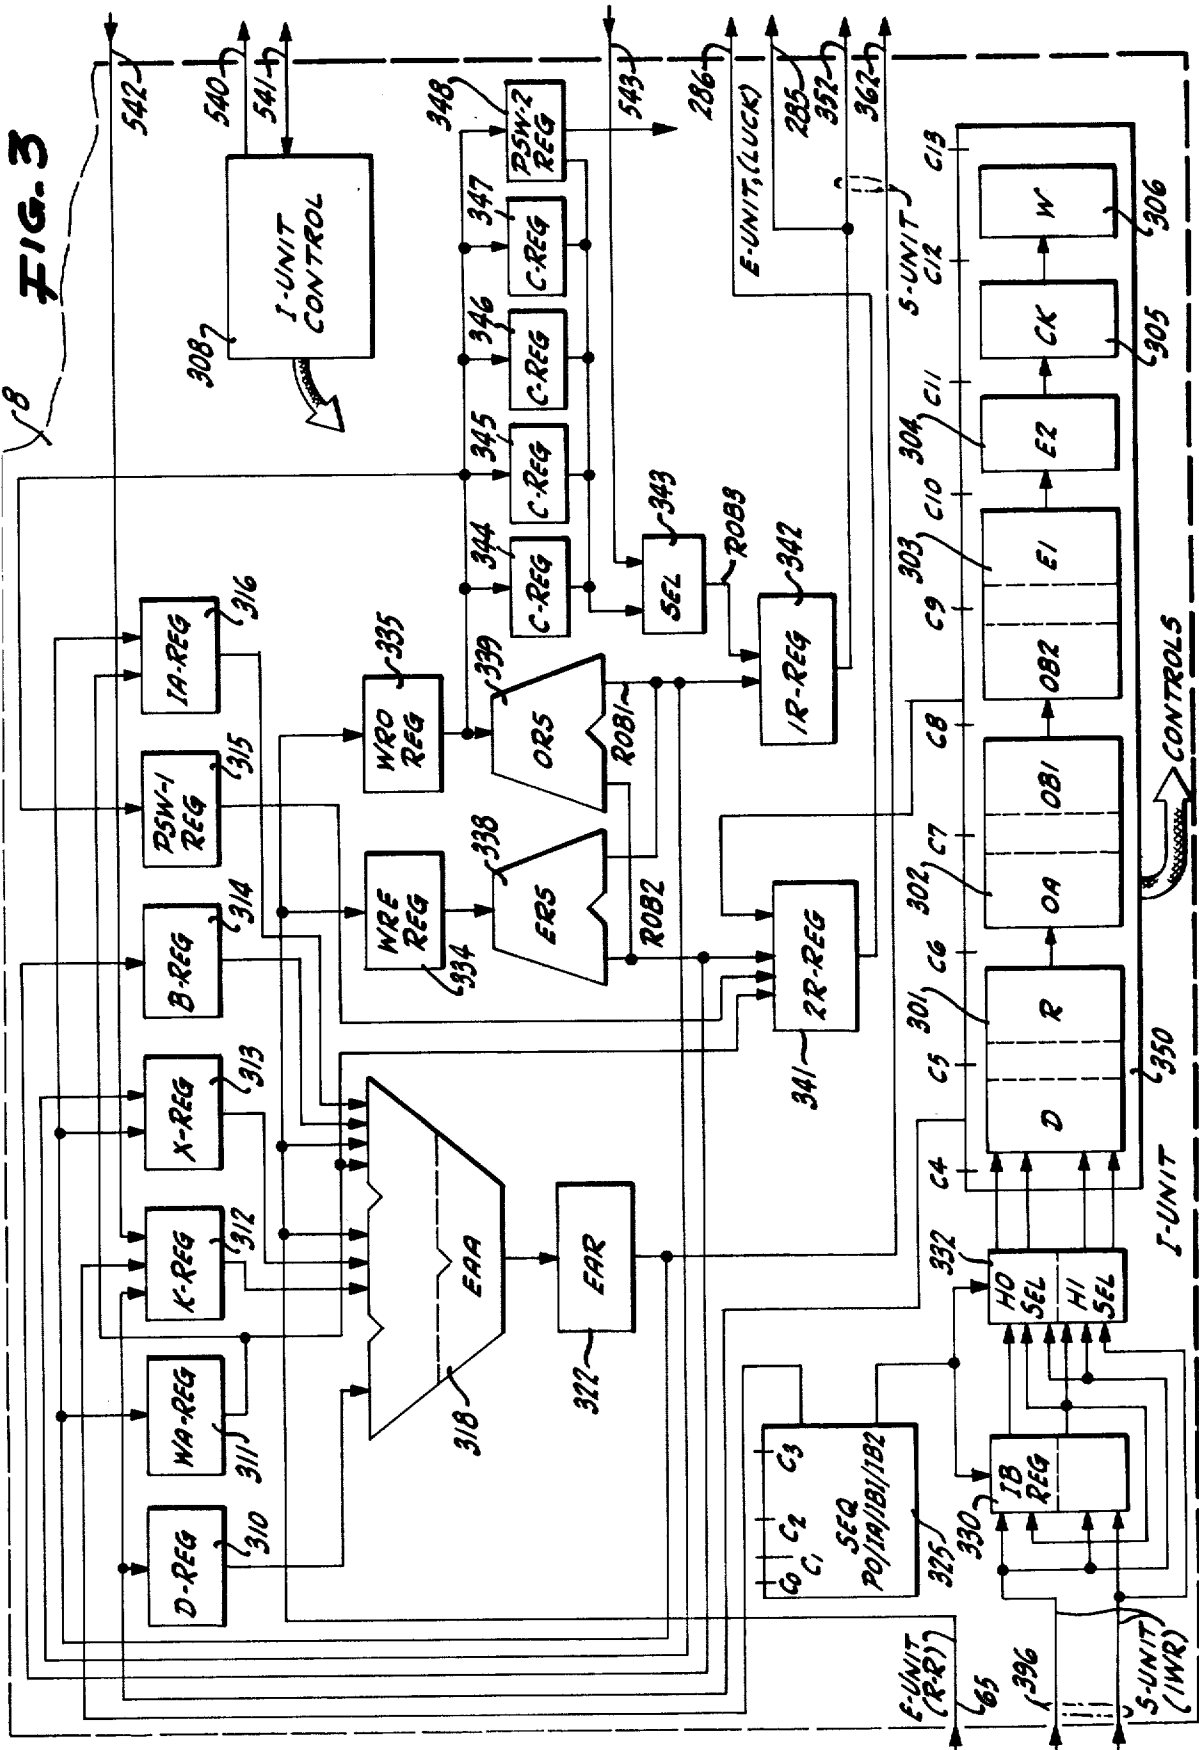 FIG. 3
8
542
540
541
308
I-UNIT
CONTROL
543
286
E-UNIT, (LUCK)
285
352
362
S-UNIT
D-REG
310
WA-REG
311
K-REG
312
X-REG
313
B-REG
314
PSW-1
REG
315
IA-REG
316
EAA
318
EAR
322
WRE
REG
334
WRO
REG
335
ERS
338
ORS
339
ROB1
ROB2
C-REG
344
C-REG
345
C-REG
346
C-REG
347
PSW-2
REG
348
SEL
343
ROB3
1R-REG
342
2R-REG
341
C0
C1
C2
C3
SEQ
PO/IA/IB1/IB2
325
IB
REG
330
H0
SEL
H1
SEL
332
E-UNIT
(R-R)
65
396
S-UNIT
(IWR)
I-UNIT
350
C4
C5
C6
C7
C8
C9
C10
C11
C12
C13
D
R
301
OA
OB1
302
OB2
E1
303
E2
304
CK
305
W
306
CONTROLS